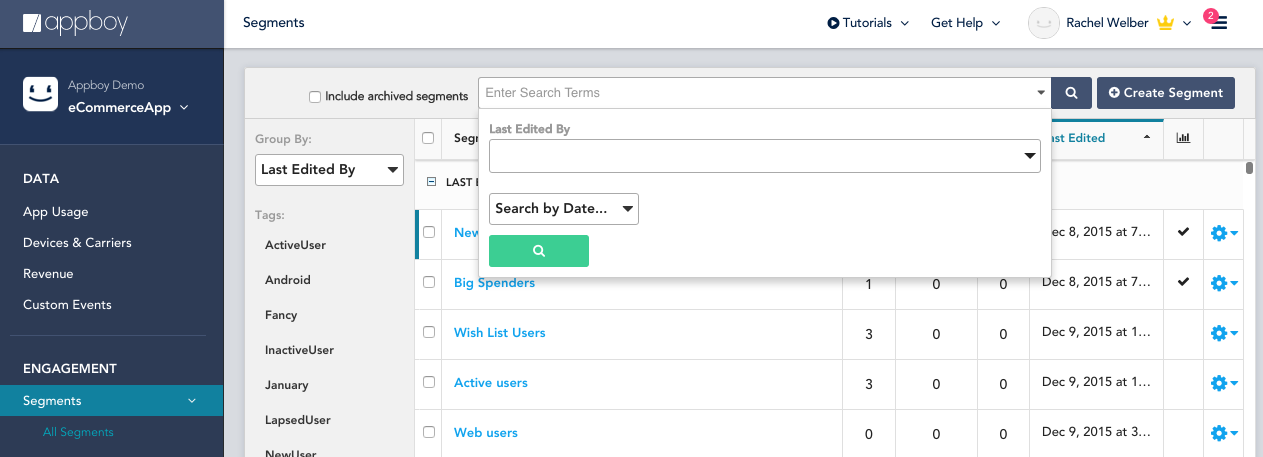 appboy
Segments
Tutorials
Get Help
Rachel Welber
2
Appboy Demo
eCommerceApp
DATA
App Usage
Devices & Carriers
Revenue
Custom Events
ENGAGEMENT
Segments
All Segments
Include archived segments
Enter Search Terms
Create Segment
Group By:
Last Edited By
Tags:
ActiveUser
Android
Fancy
InactiveUser
January
LapsedUser
NewUser
Last Edited By
Search by Date...
Edited
LAST
New
Dec 8, 2015 at 7...
Big Spenders 1 0 0 Dec 8, 2015 at 7...
Wish List Users 3 0 0 Dec 9, 2015 at 1...
Active users 3 0 0 Dec 9, 2015 at 1...
Web users 0 0 0 Dec 9, 2015 at 3...